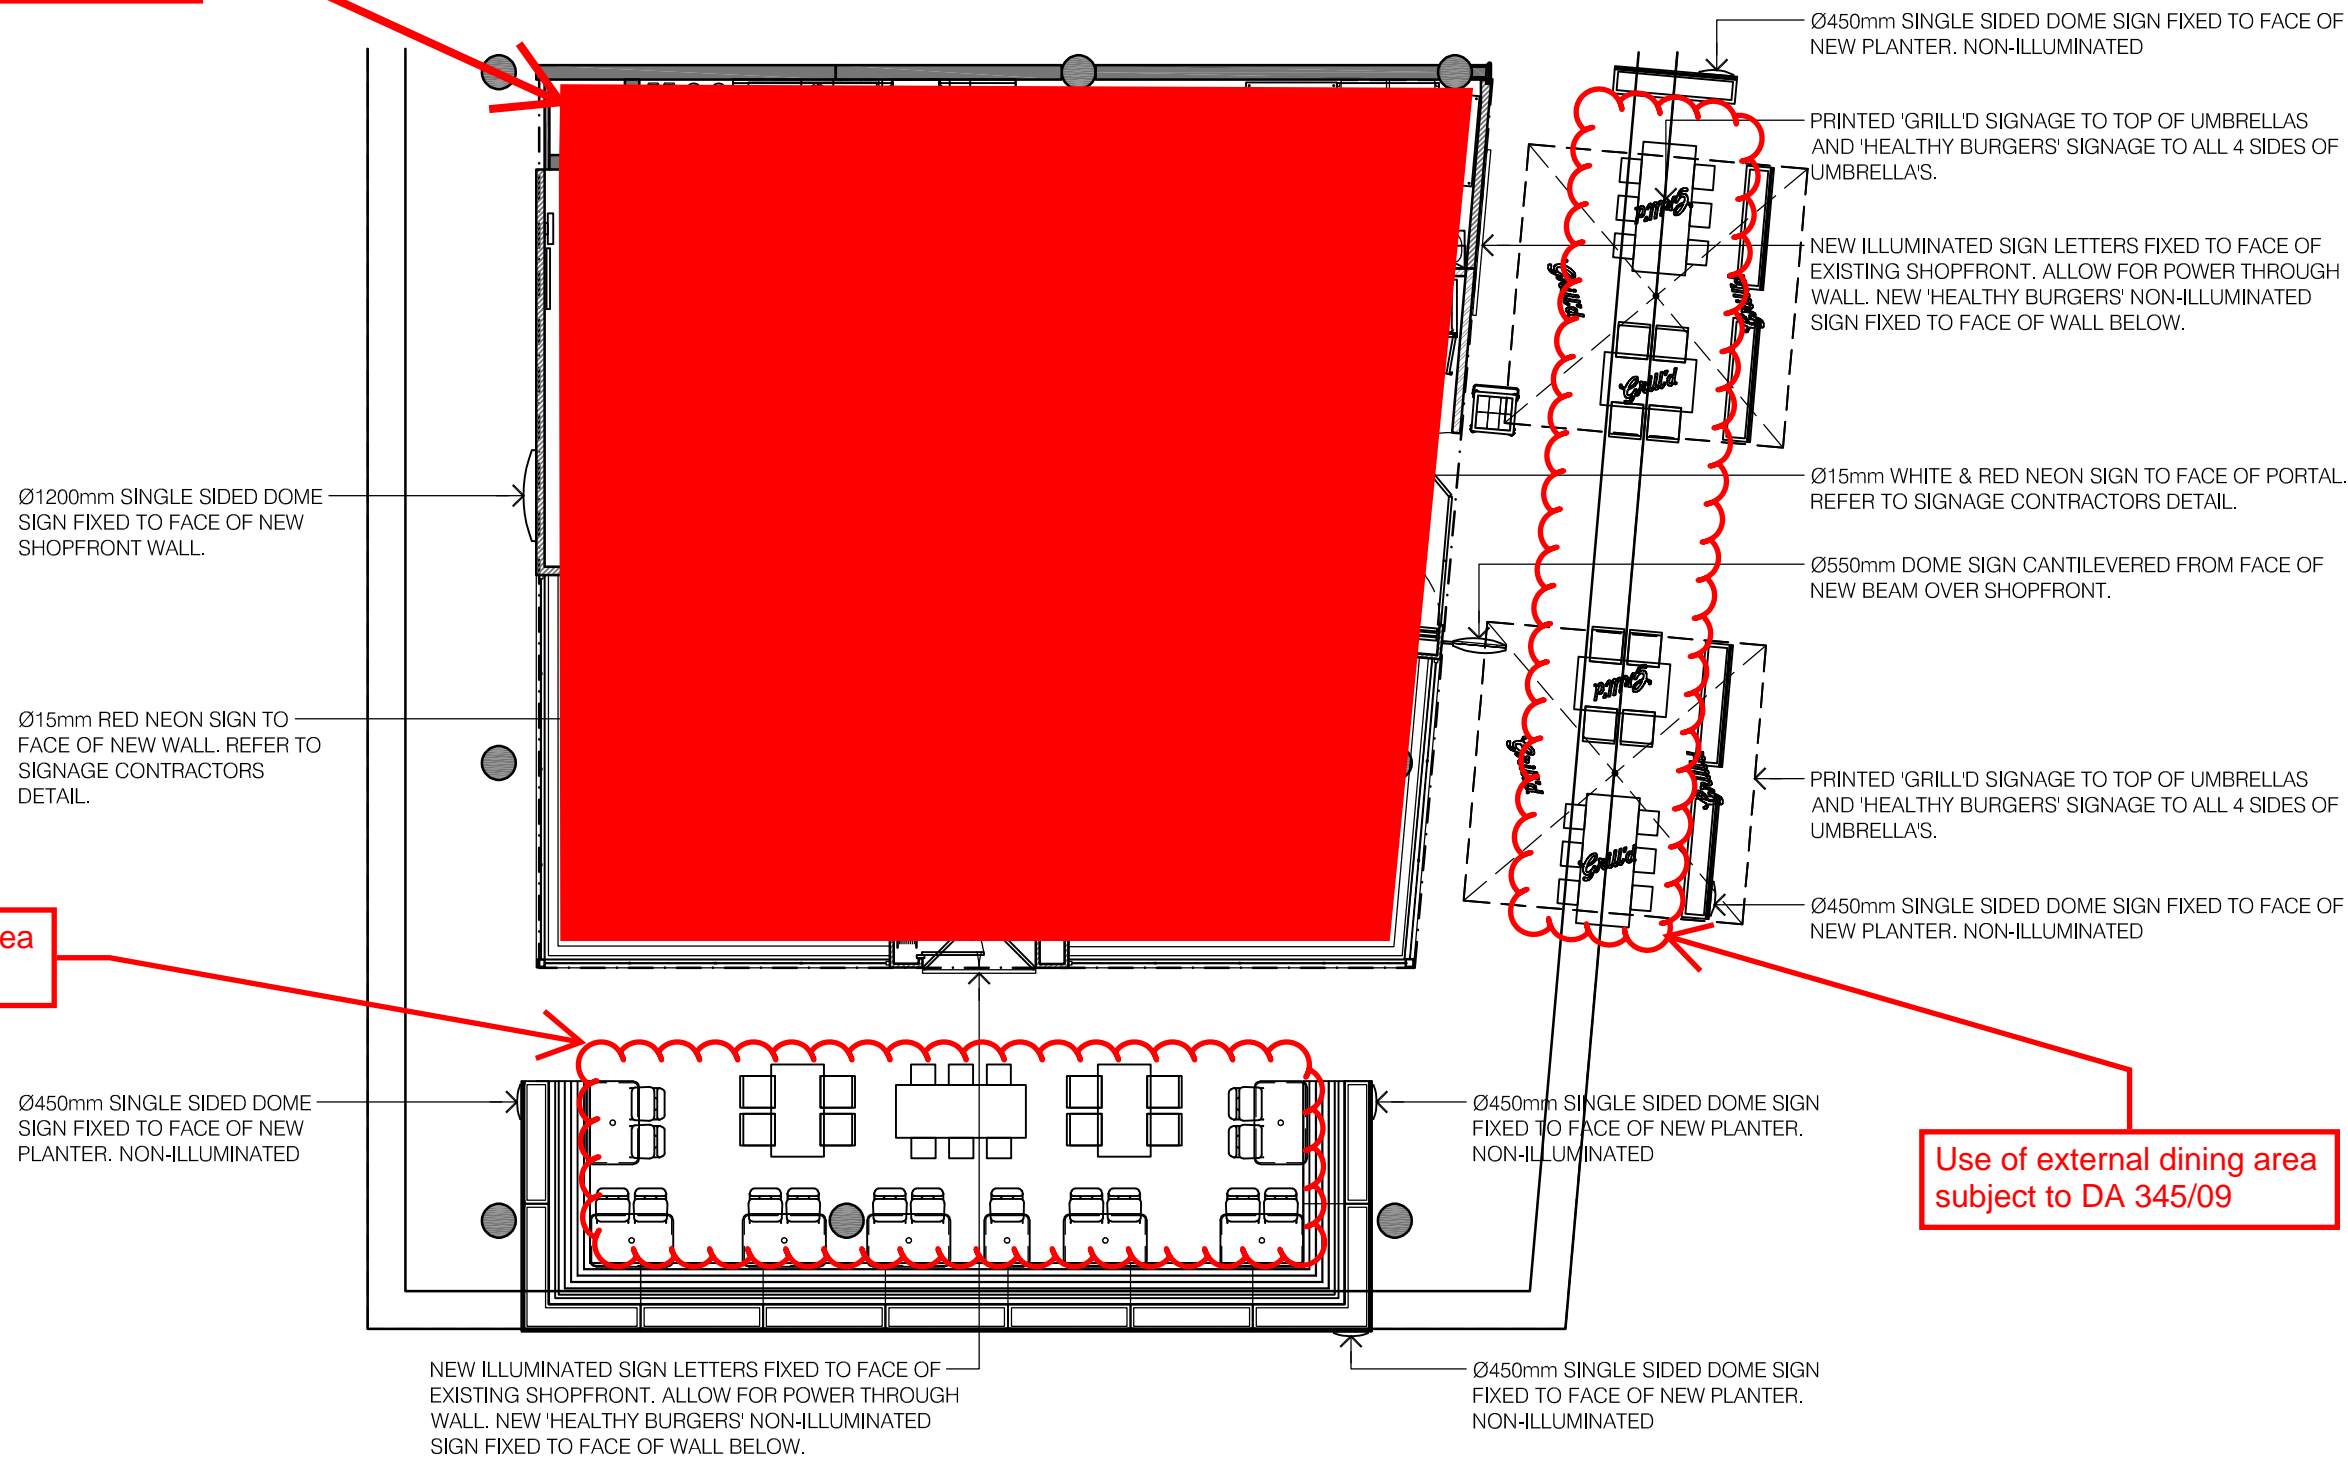 Ø450mm SINGLE SIDED DOME SIGN FIXED TO FACE OF
NEW PLANTER. NON-ILLUMINATED
PRINTED 'GRILL'D SIGNAGE TO TOP OF UMBRELLAS
AND 'HEALTHY BURGERS' SIGNAGE TO ALL 4 SIDES OF
UMBRELLA'S.
NEW ILLUMINATED SIGN LETTERS FIXED TO FACE OF
EXISTING SHOPFRONT. ALLOW FOR POWER THROUGH
WALL. NEW 'HEALTHY BURGERS' NON-ILLUMINATED
SIGN FIXED TO FACE OF WALL BELOW.
Grill'd
Grill'd
Grill'd
Grill'd
Ø1200mm SINGLE SIDED DOME
SIGN FIXED TO FACE OF NEW
SHOPFRONT WALL.
Ø15mm WHITE & RED NEON SIGN TO FACE OF PORTAL.
REFER TO SIGNAGE CONTRACTORS DETAIL.
Ø550mm DOME SIGN CANTILEVERED FROM FACE OF
NEW BEAM OVER SHOPFRONT.
Ø15mm RED NEON SIGN TO
FACE OF NEW WALL. REFER TO
SIGNAGE CONTRACTORS
DETAIL.
Grill'd
Grill'd
Grill'd
Grill'd
PRINTED 'GRILL'D SIGNAGE TO TOP OF UMBRELLAS
AND 'HEALTHY BURGERS' SIGNAGE TO ALL 4 SIDES OF
UMBRELLA'S.
Ø450mm SINGLE SIDED DOME SIGN FIXED TO FACE OF
NEW PLANTER. NON-ILLUMINATED
ea
Ø450mm SINGLE SIDED DOME
SIGN FIXED TO FACE OF NEW
PLANTER. NON-ILLUMINATED
Ø450mm SINGLE SIDED DOME SIGN
FIXED TO FACE OF NEW PLANTER.
NON-ILLUMINATED
Use of external dining area
subject to DA 345/09
NEW ILLUMINATED SIGN LETTERS FIXED TO FACE OF
EXISTING SHOPFRONT. ALLOW FOR POWER THROUGH
WALL. NEW 'HEALTHY BURGERS' NON-ILLUMINATED
SIGN FIXED TO FACE OF WALL BELOW.
Ø450mm SINGLE SIDED DOME SIGN
FIXED TO FACE OF NEW PLANTER.
NON-ILLUMINATED